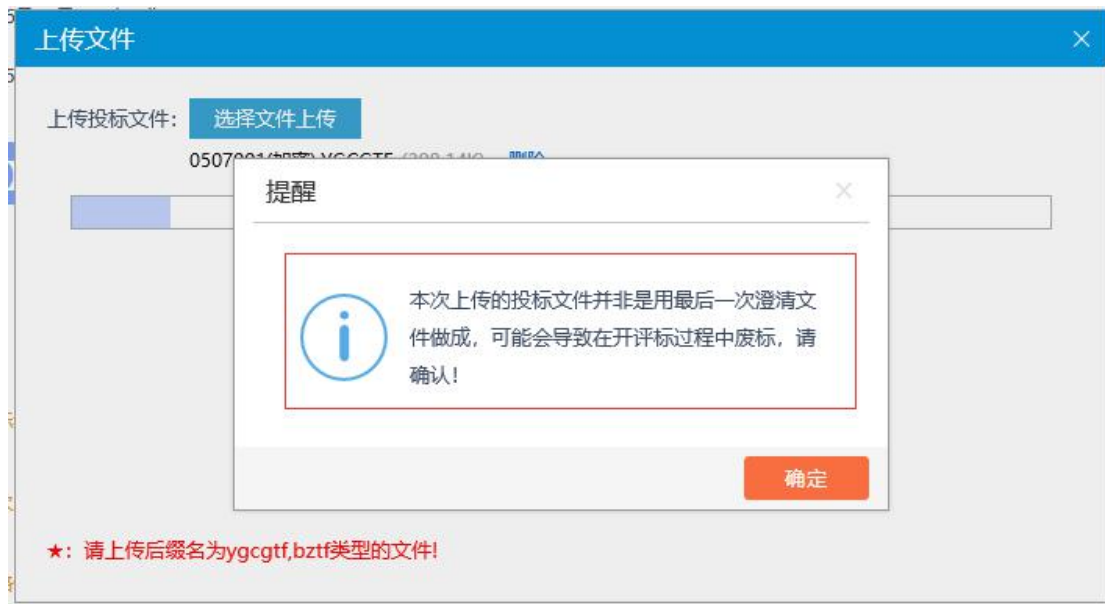 上传文件
上传投标文件：
选择文件上传
0507
提醒
本次上传的投标文件并非是用最后一次澄清文
件做成，可能会导致在开评标过程中废标，请
确认！
确定
★：请上传后缀名为ygcgtf,bztf类型的文件!